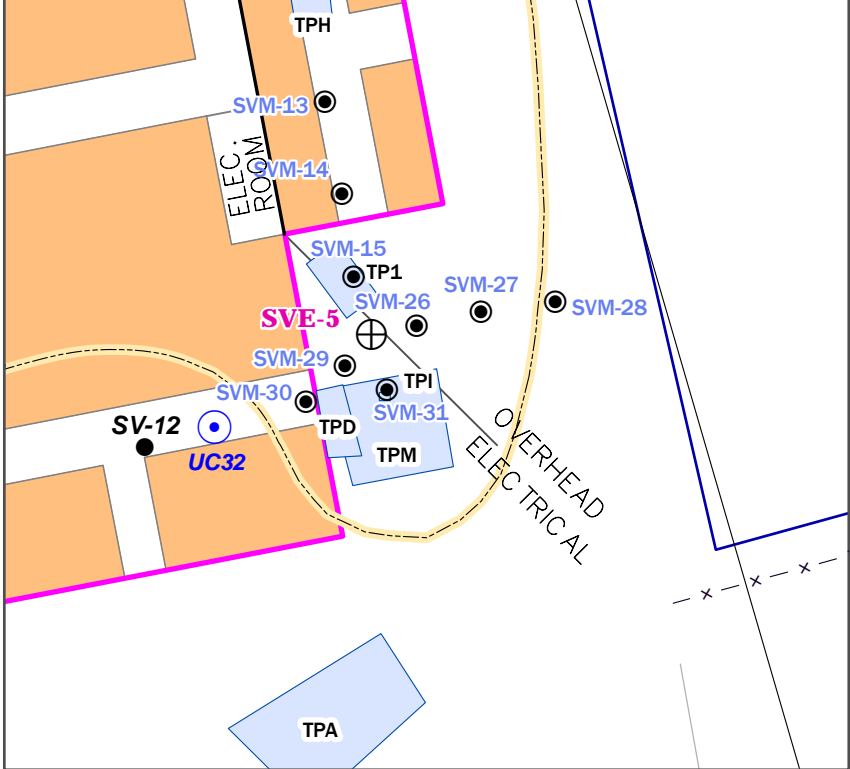 TPH
SVM-13
ELEC.
ROOM
SVM-14
SVM-15
TP1
SVM-26
SVM-27
SVM-28
SVE-5
SVM-29
TPI
SVM-30
SVM-31
SV-12
TPD
UC32
TPM
OVERHEAD
ELECTRICAL
TPA